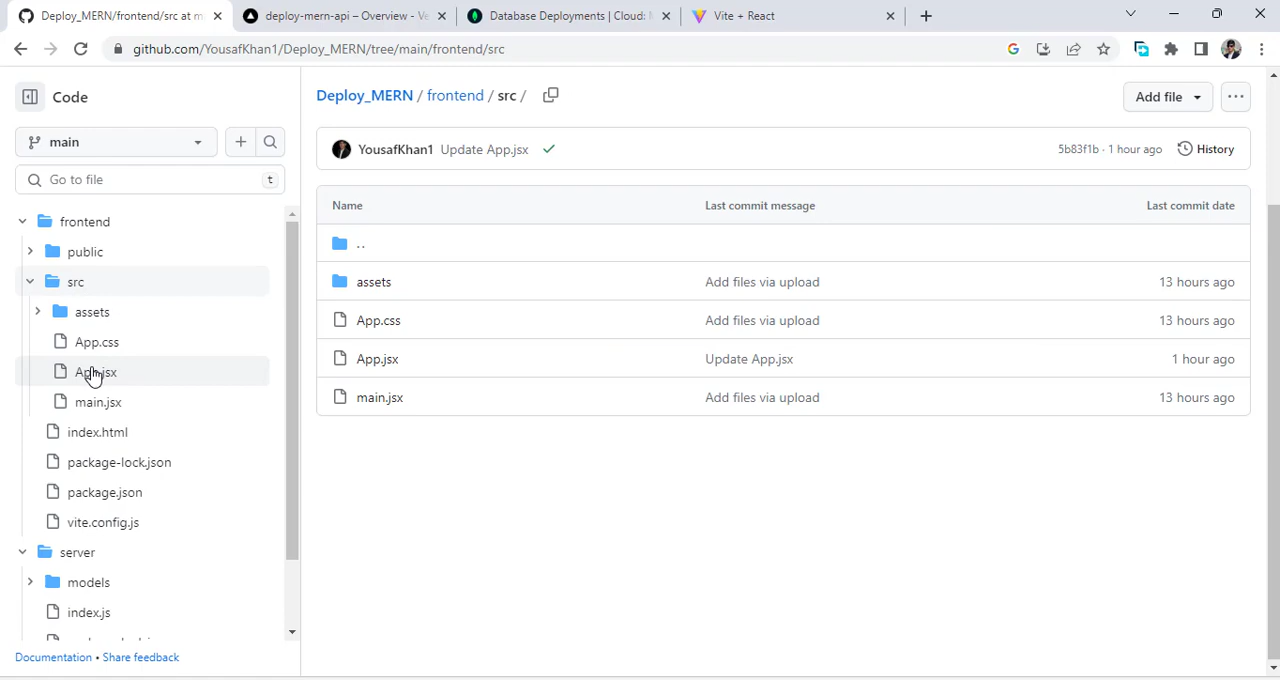 Deploy_MERN/frontend/src at m
deploy-mern-api – Overview - Ve
Database Deployments | Cloud: M
Vite + React
github.com/YousafKhan1/Deploy_MERN/tree/main/frontend/src
Code
main
Go to file
t
frontend
public
src
assets
App.css
App.jsx
main.jsx
index.html
package-lock.json
package.json
vite.config.js
server
models
index.js
Documentation • Share feedback
Deploy_MERN / frontend / src /
Add file
YousafKhan1 Update App.jsx
5b83f1b · 1 hour ago
History
Name Last commit message Last commit date
..
assets Add files via upload 13 hours ago
App.css Add files via upload 13 hours ago
App.jsx Update App.jsx 1 hour ago
main.jsx Add files via upload 13 hours ago